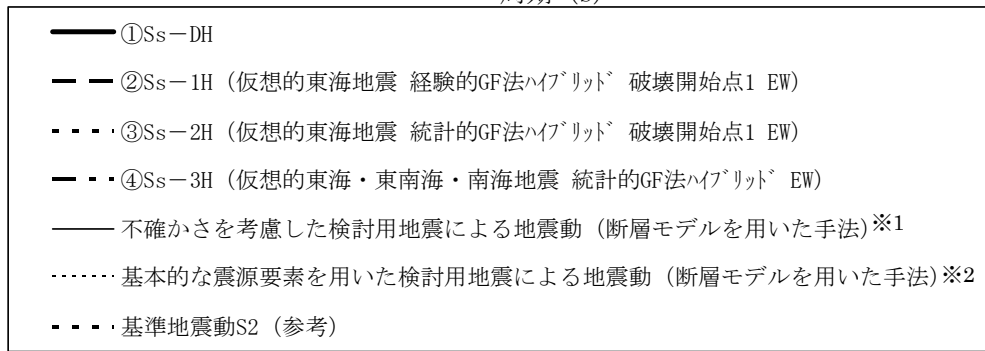 周期 (s)
①Ss－DH
②Ss－1H (仮想的東海地震 経験的GF法ﾊｲﾌﾞﾘｯﾄﾞ 破壊開始点1 EW)
③Ss－2H (仮想的東海地震 統計的GF法ﾊｲﾌﾞﾘｯﾄﾞ 破壊開始点1 EW)
④Ss－3H (仮想的東海・東南海・南海地震 統計的GF法ﾊｲﾌﾞﾘｯﾄﾞ EW)
不確かさを考慮した検討用地震による地震動 (断層モデルを用いた手法)※1
基本的な震源要素を用いた検討用地震による地震動 (断層モデルを用いた手法)※2
基準地震動S2 (参考)